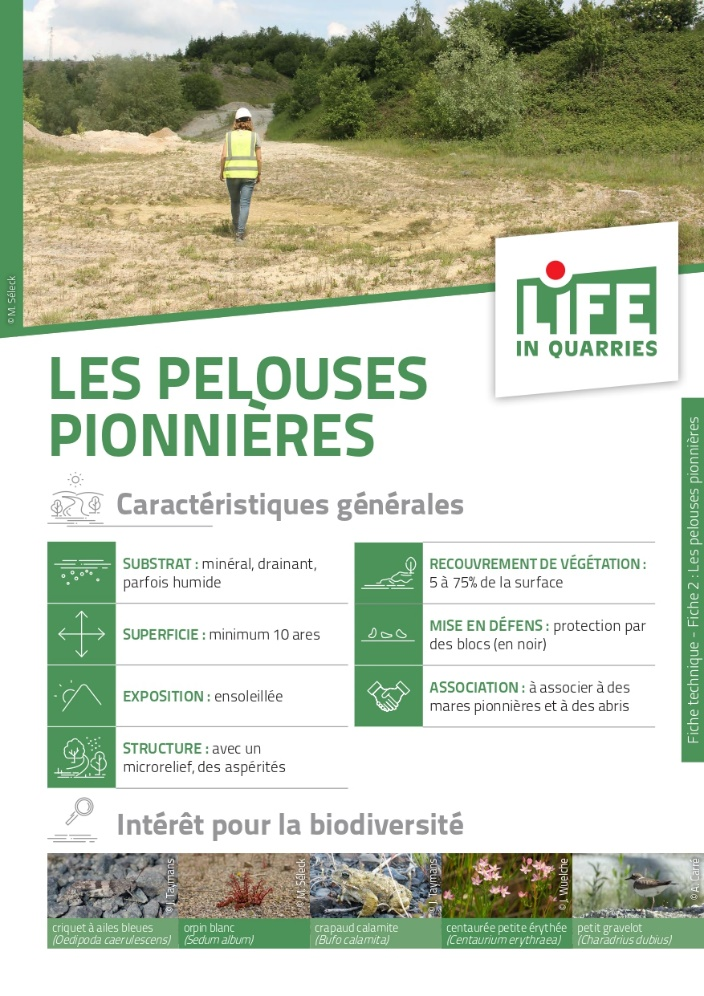 © M. Séleck
LiFE
IN QUARRIES
LES PELOUSES
PIONNIÈRES
Caractéristiques générales
SUBSTRAT : minéral, drainant,
parfois humide
SUPERFICIE : minimum 10 ares
EXPOSITION : ensoleillée
STRUCTURE : avec un
microrelief, des aspérités
RECOUVREMENT DE VÉGÉTATION :
5 à 75% de la surface
MISE EN DÉFENS : protection par
des blocs (en noir)
ASSOCIATION : à associer à des
mares pionnières et à des abris
Fiche technique - Fiche 2 : Les pelouses pionnières
Intérêt pour la biodiversité
© J. Taymans
© M. Séleck
© J. Taymans
© J. Wuelche
© A. Carré
criquet à ailes bleues
(Oedipoda caerulescens)
orpin blanc
(Sedum album)
crapaud calamite
(Bufo calamita)
centaurée petite érythée
(Centaurium erythraea)
petit gravelot
(Charadrius dubius)